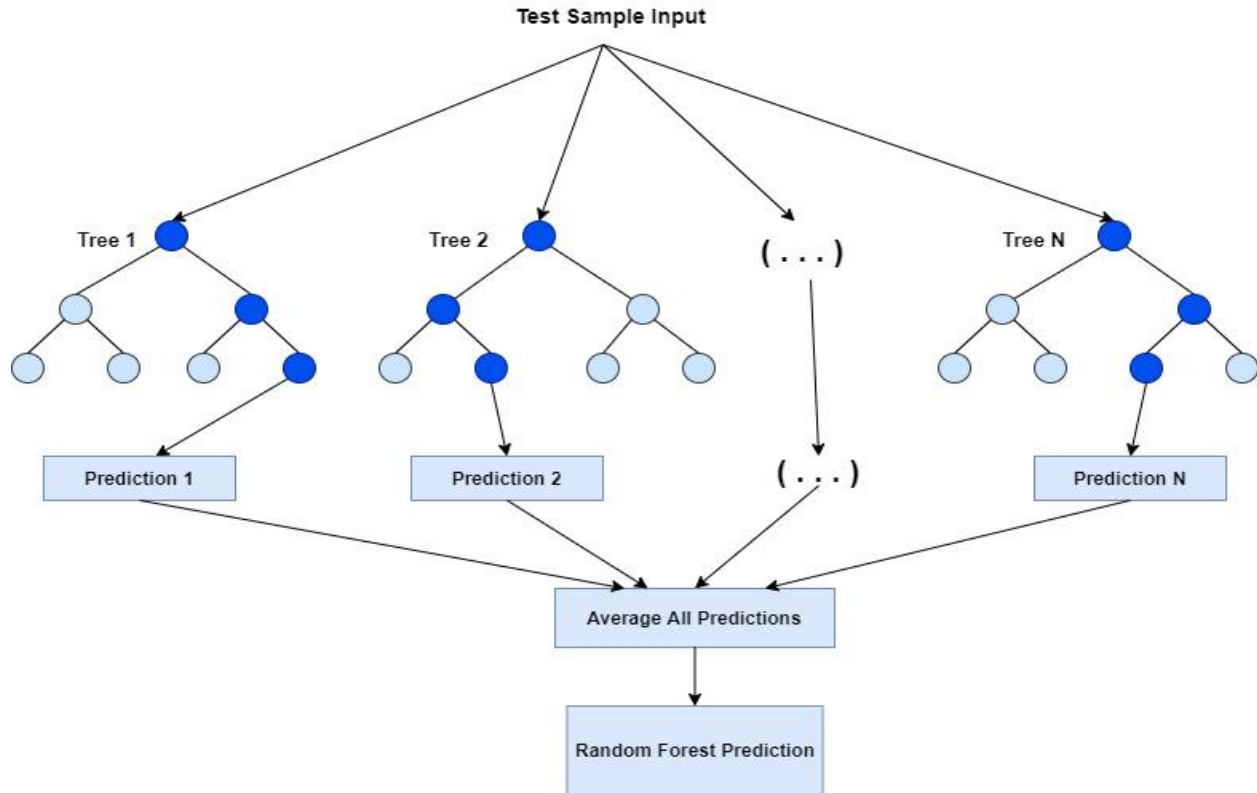 Test Sample Input
Tree 1
Tree 2
( . . . )
Tree N
Prediction 1
Prediction 2
( . . . )
Prediction N
Average All Predictions
Random Forest Prediction